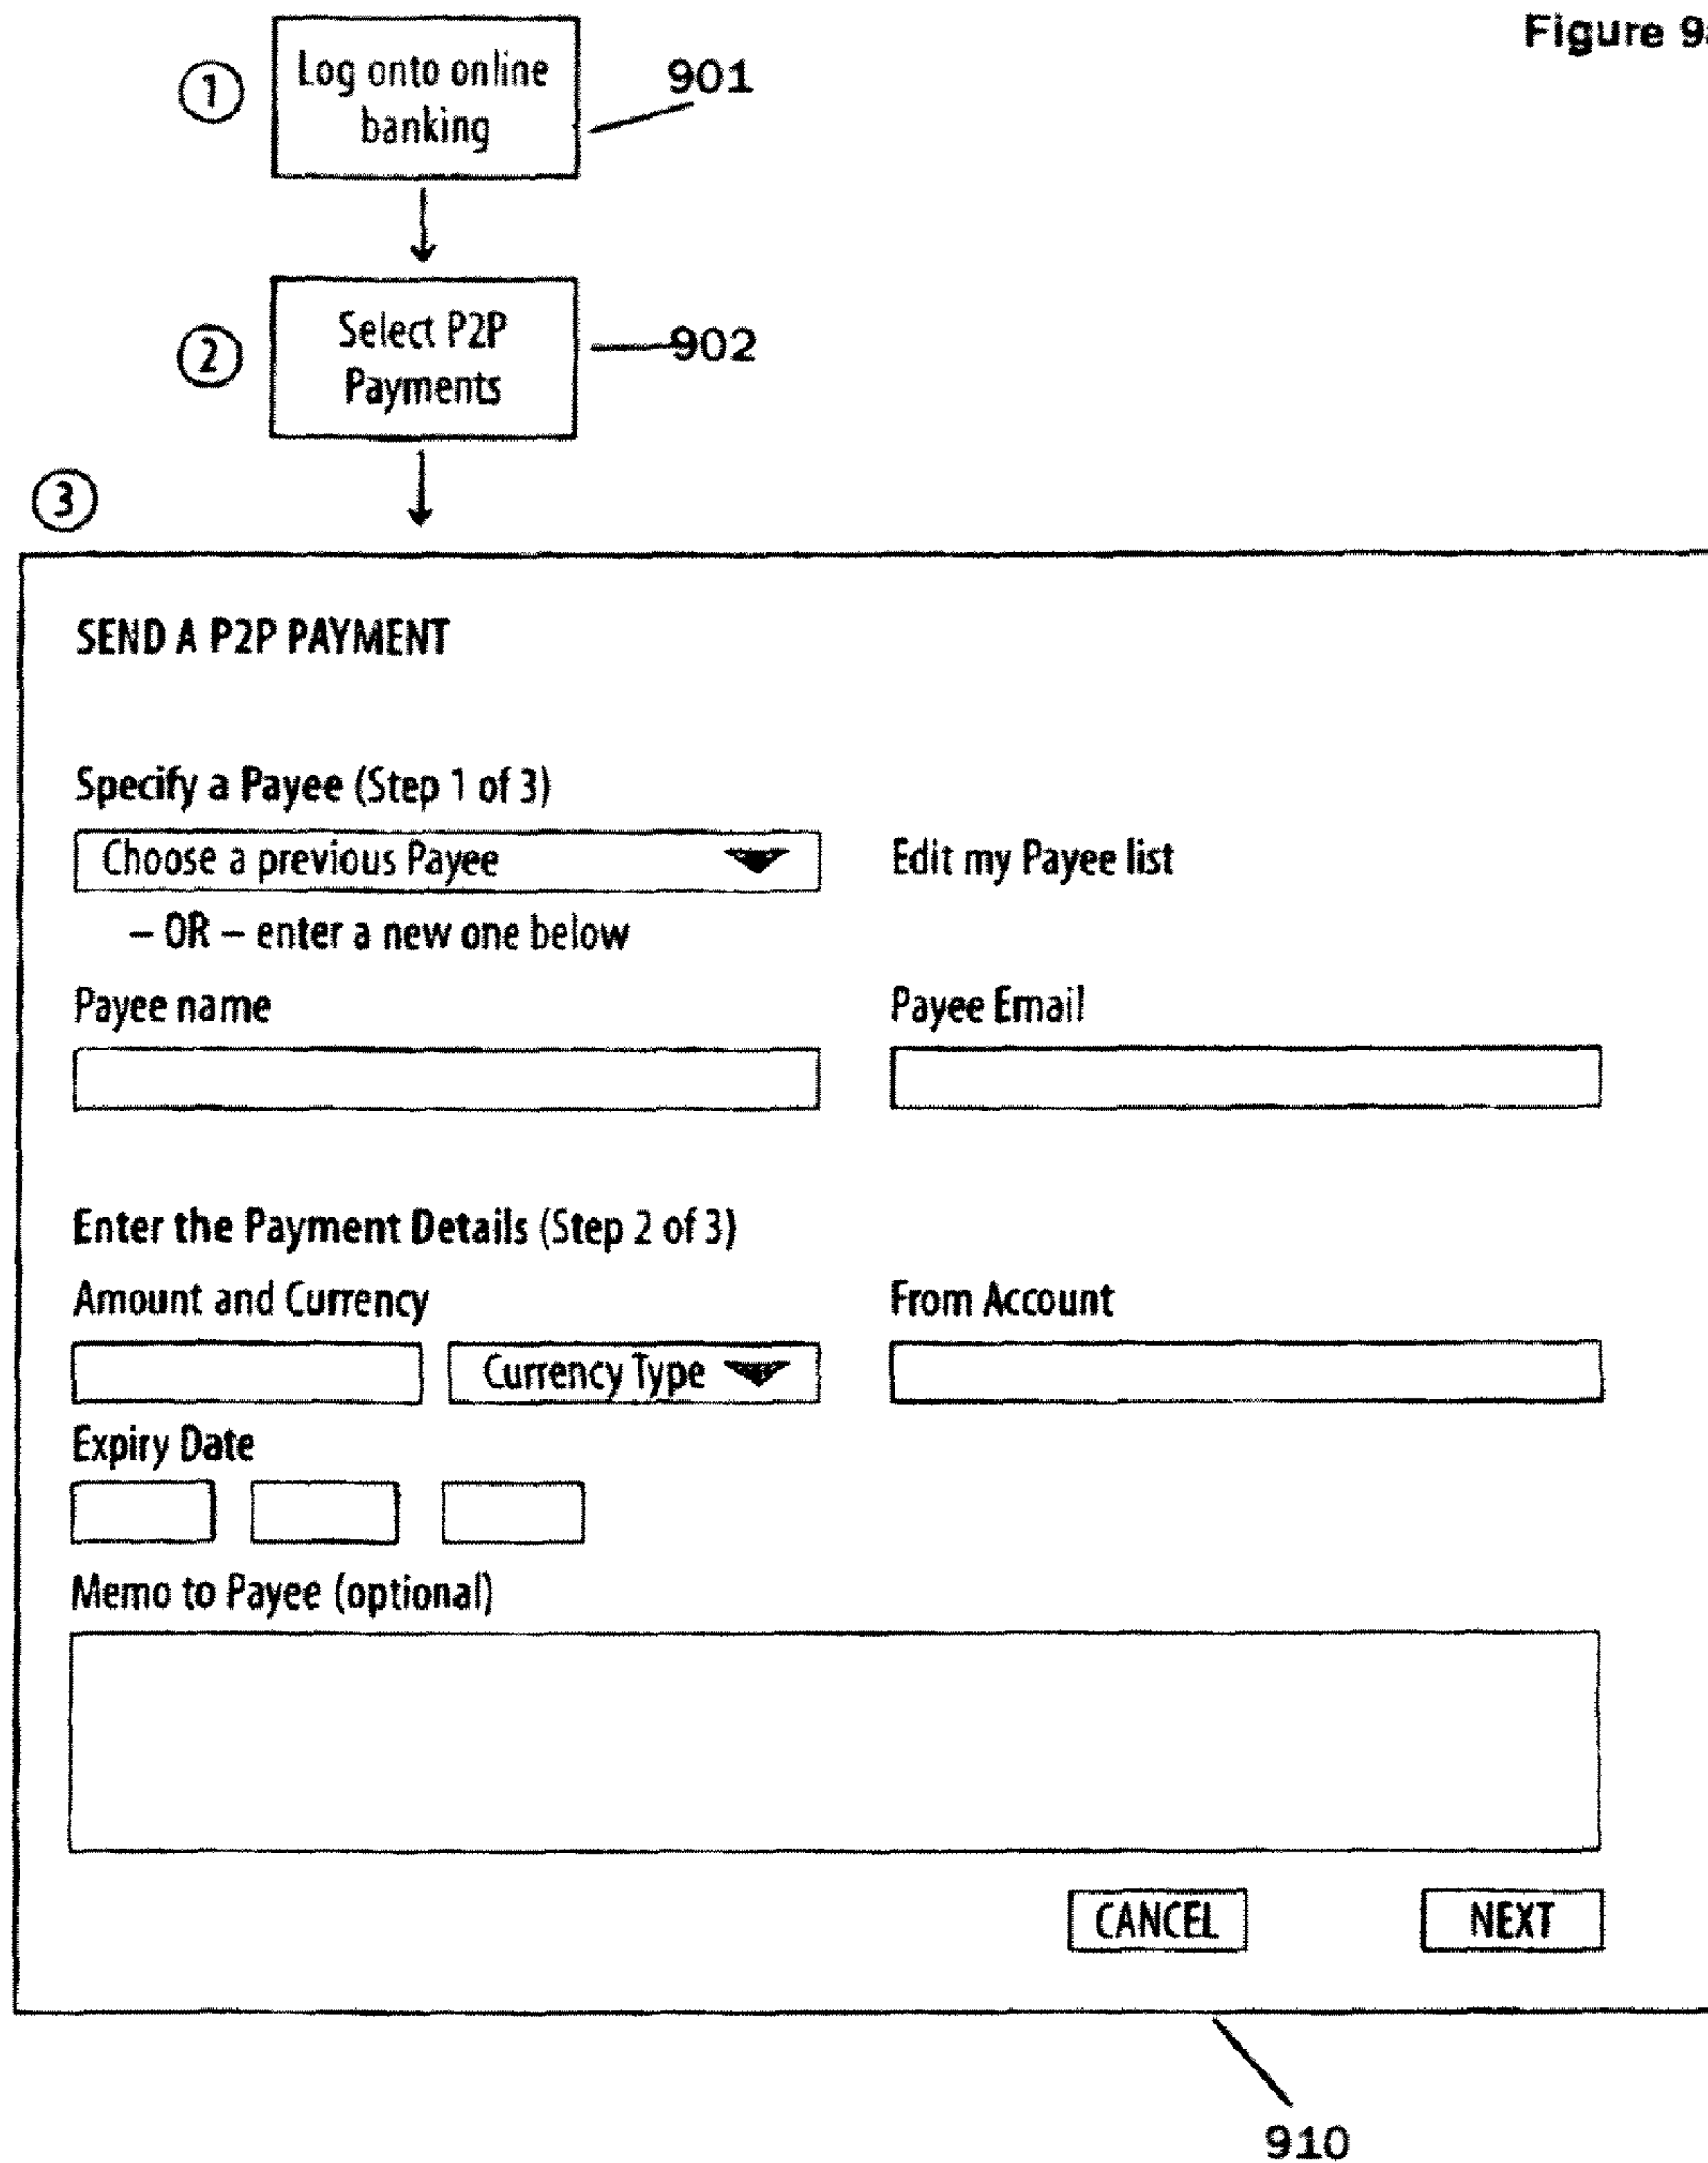 Figure 9
1
Log onto online
banking
901
2
Select P2P
Payments
902
3
SEND A P2P PAYMENT
Specify a Payee (Step 1 of 3)
Choose a previous Payee
Edit my Payee list
– OR – enter a new one below
Payee name
Payee Email
Enter the Payment Details (Step 2 of 3)
Amount and Currency
From Account
Currency Type
Expiry Date
Memo to Payee (optional)
CANCEL
NEXT
910